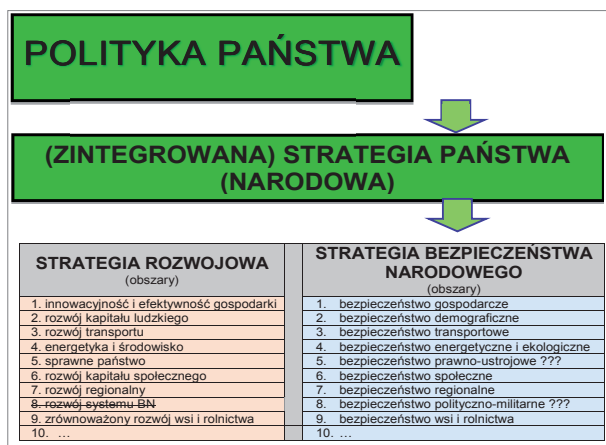 POLITYKA PAŃSTWA
(ZINTEGROWANA) STRATEGIA PAŃSTWA
(NARODOWA)
STRATEGIA ROZWOJOWA
(obszary)
1. innowacyjność i efektywność gospodarki
2. rozwój kapitału ludzkiego
3. rozwój transportu
4. energetyka i środowisko
5. sprawne państwo
6. rozwój kapitału społecznego
7. rozwój regionalny
8. rozwój systemu BN
9. zrównoważony rozwój wsi i rolnictwa
10. ...
STRATEGIA BEZPIECZEŃSTWA
NARODOWEGO
(obszary)
1. bezpieczeństwo gospodarcze
2. bezpieczeństwo demograficzne
3. bezpieczeństwo transportowe
4. bezpieczeństwo energetyczne i ekologiczne
5. bezpieczeństwo prawno-ustrojowe ???
6. bezpieczeństwo społeczne
7. bezpieczeństwo regionalne
8. bezpieczeństwo polityczno-militarne ???
9. bezpieczeństwo wsi i rolnictwa
10. ...